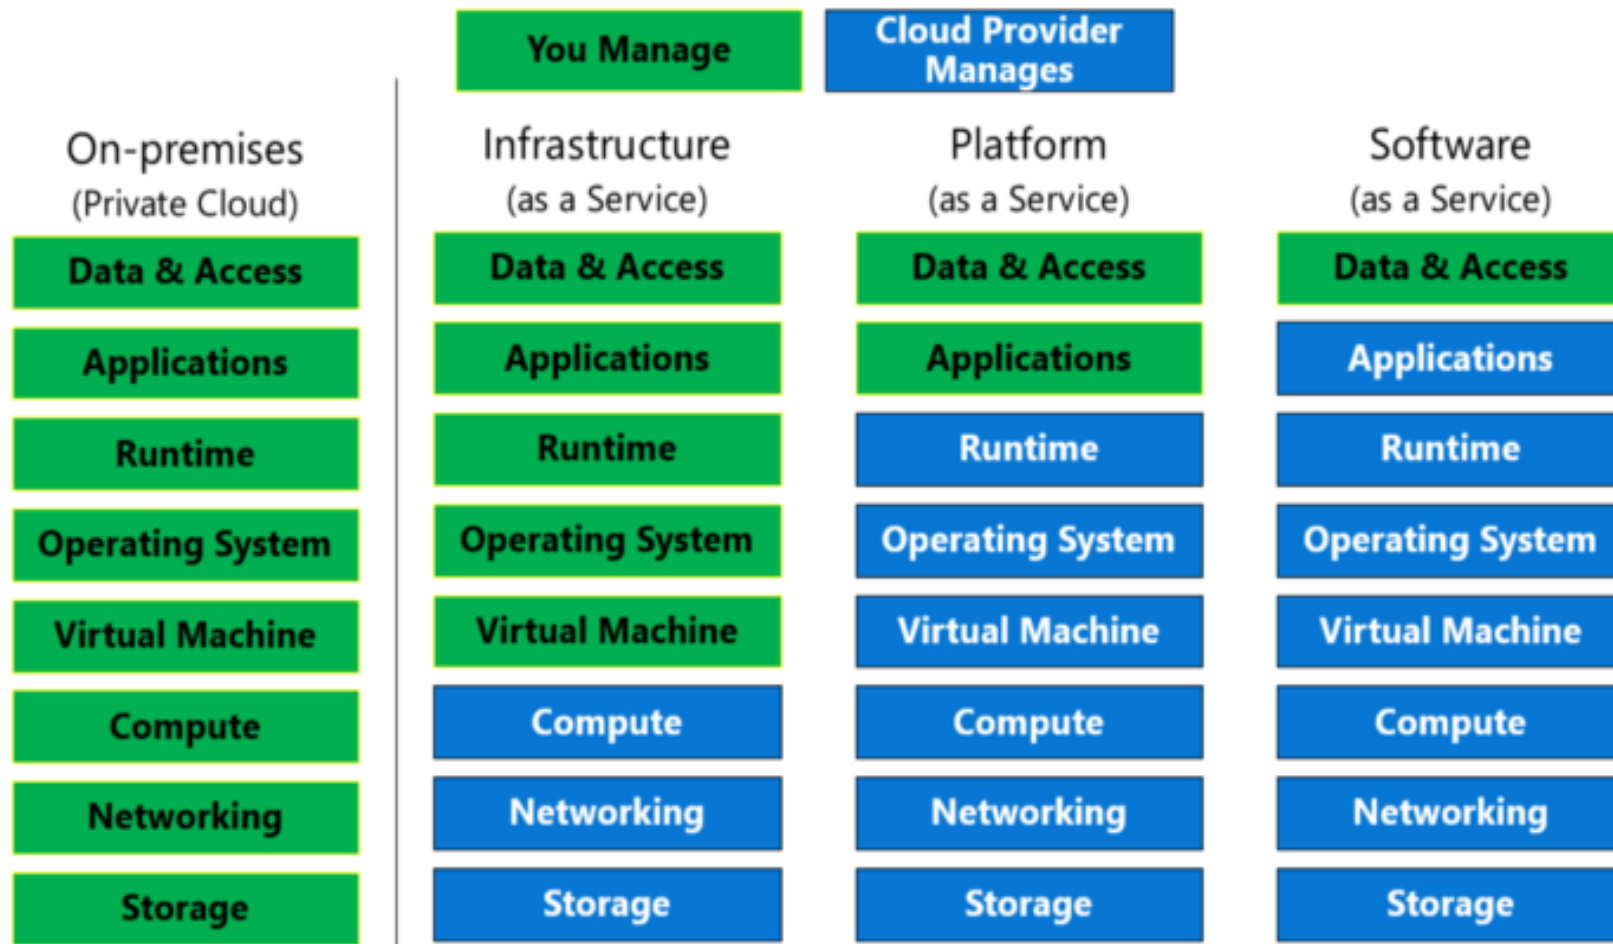 You Manage
Cloud Provider
Manages
On-premises
(Private Cloud)
Data & Access
Applications
Runtime
Operating System
Virtual Machine
Compute
Networking
Storage
Infrastructure
(as a Service)
Data & Access
Applications
Runtime
Operating System
Virtual Machine
Compute
Networking
Storage
Platform
(as a Service)
Data & Access
Applications
Runtime
Operating System
Virtual Machine
Compute
Networking
Storage
Software
(as a Service)
Data & Access
Applications
Runtime
Operating System
Virtual Machine
Compute
Networking
Storage